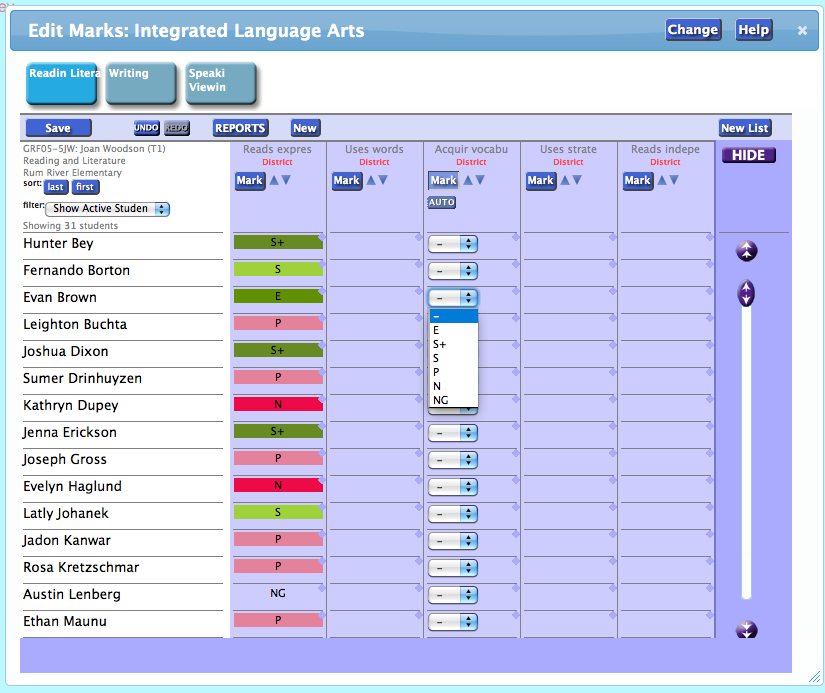 Edit Marks: Integrated Language Arts
Change
Help
Readin Litera
Writing
Speaki
Viewin
Save
UNDO
REDO
REPORTS
New
New List
GRF05-5JW: Joan Woodson (T1)
Reading and Literature
Rum River Elementary
sort: last first
filter: Show Active Studen
Showing 31 students
Reads expres
District
Mark
Uses words
District
Mark
Acquir vocabu
District
Mark
AUTO
Uses strate
District
Mark
Reads indepe
District
Mark
HIDE
Hunter Bey S+ –
Fernando Borton S –
Evan Brown E –
–
E
S+
S
P
N
NG
Leighton Buchta P
Joshua Dixon S+
Sumer Drinhuyzen P
Kathryn Dupey N
Jenna Erickson S+ –
Joseph Gross P –
Evelyn Haglund N –
Latly Johanek S –
Jadon Kanwar P –
Rosa Kretzschmar P –
Austin Lenberg NG –
Ethan Maunu P –